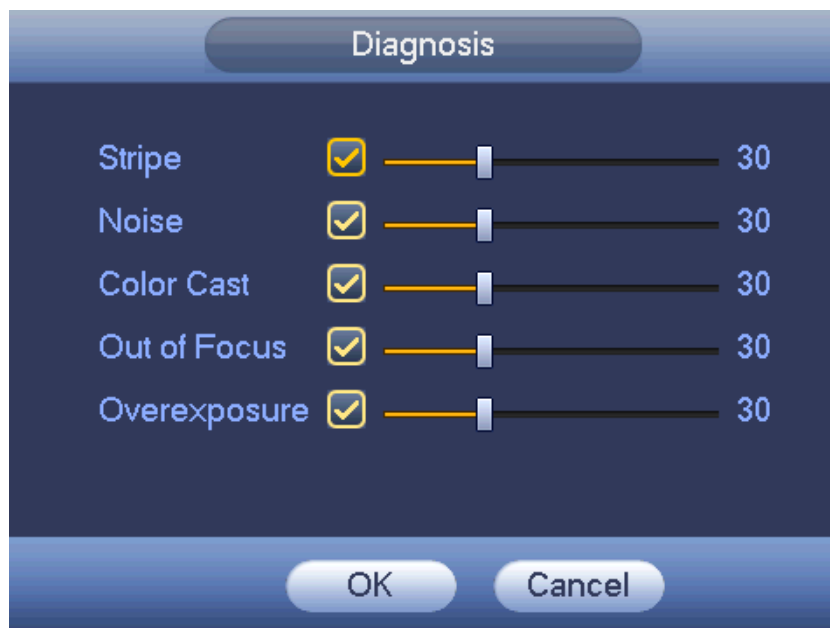 Diagnosis
Stripe 30
Noise 30
Color Cast 30
Out of Focus 30
Overexposure 30
OK Cancel